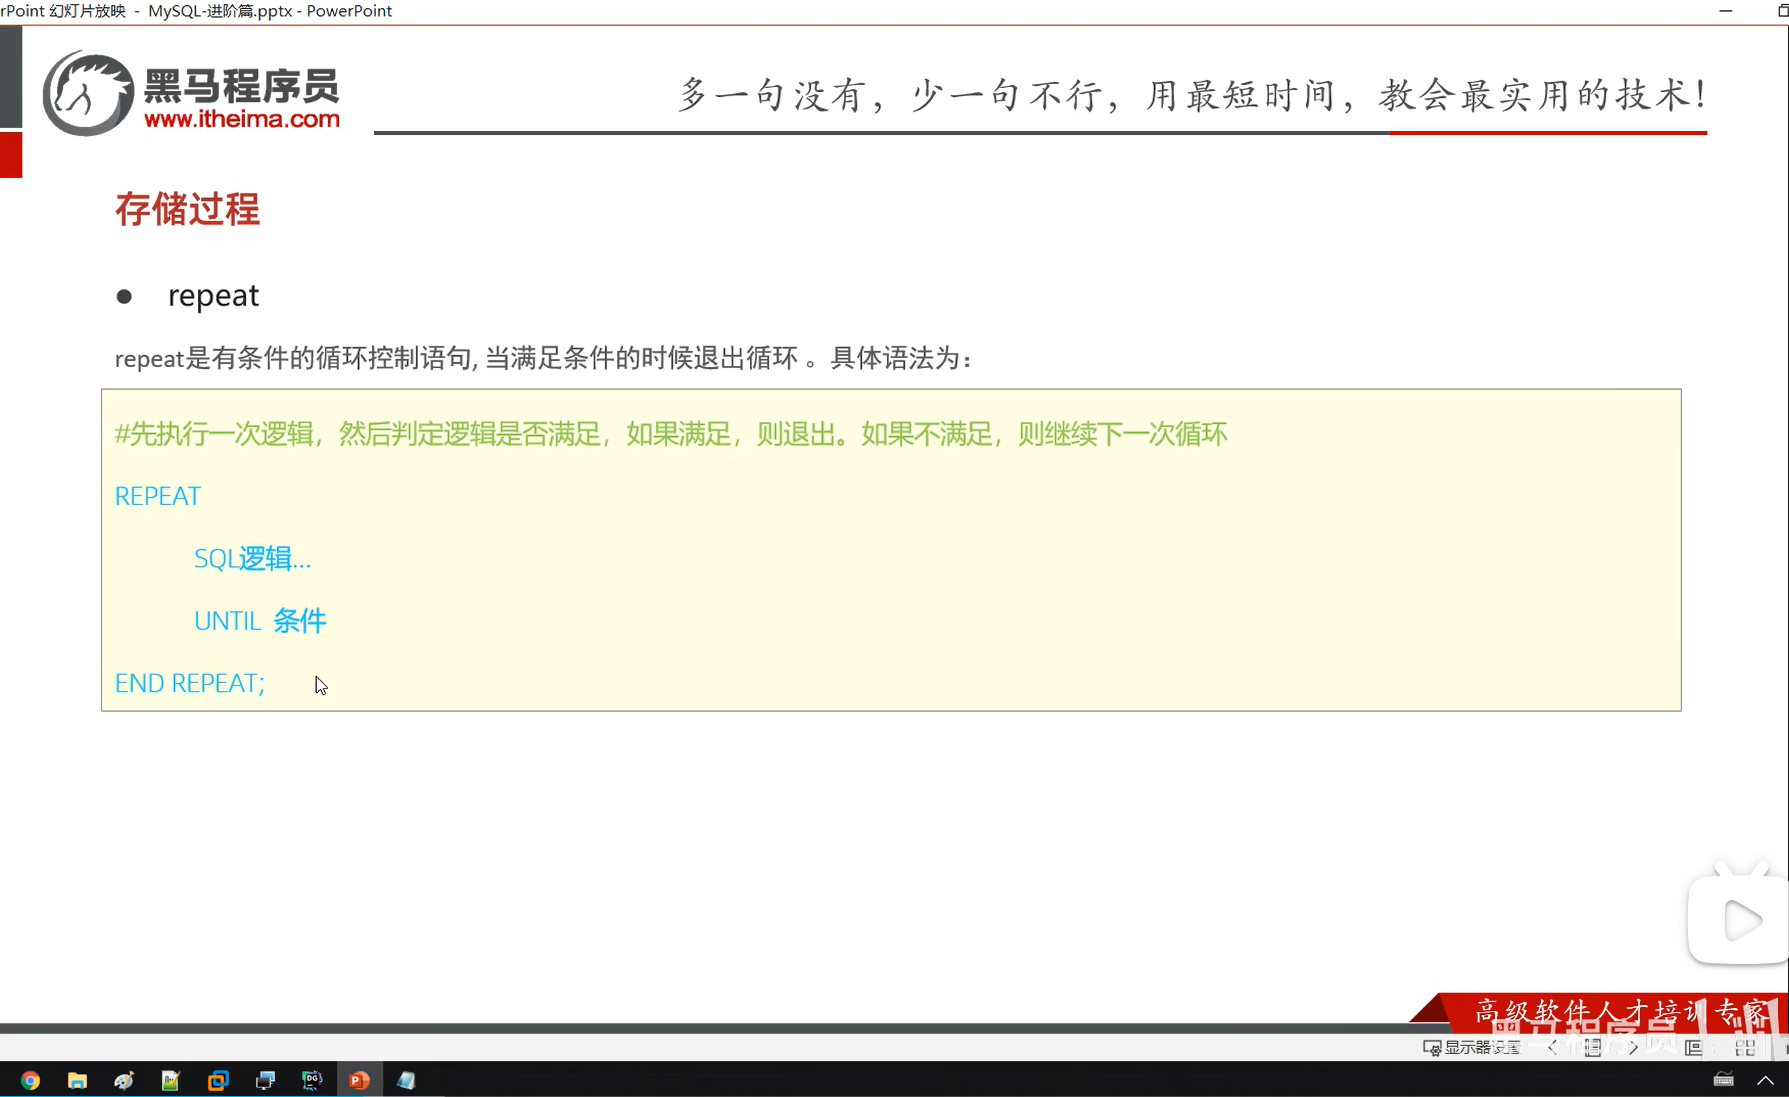 rPoint 幻灯片放映 - MySQL-进阶篇.pptx - PowerPoint
黑马程序员
www.itheima.com
多一句没有，少一句不行，用最短时间，教会最实用的技术！
存储过程
● repeat
repeat是有条件的循环控制语句, 当满足条件的时候退出循环 。具体语法为：
#先执行一次逻辑，然后判定逻辑是否满足，如果满足，则退出。如果不满足，则继续下一次循环
REPEAT
SQL逻辑...
UNTIL 条件
END REPEAT;
高级软件人才培训专家
黑马程序员
显示器设置